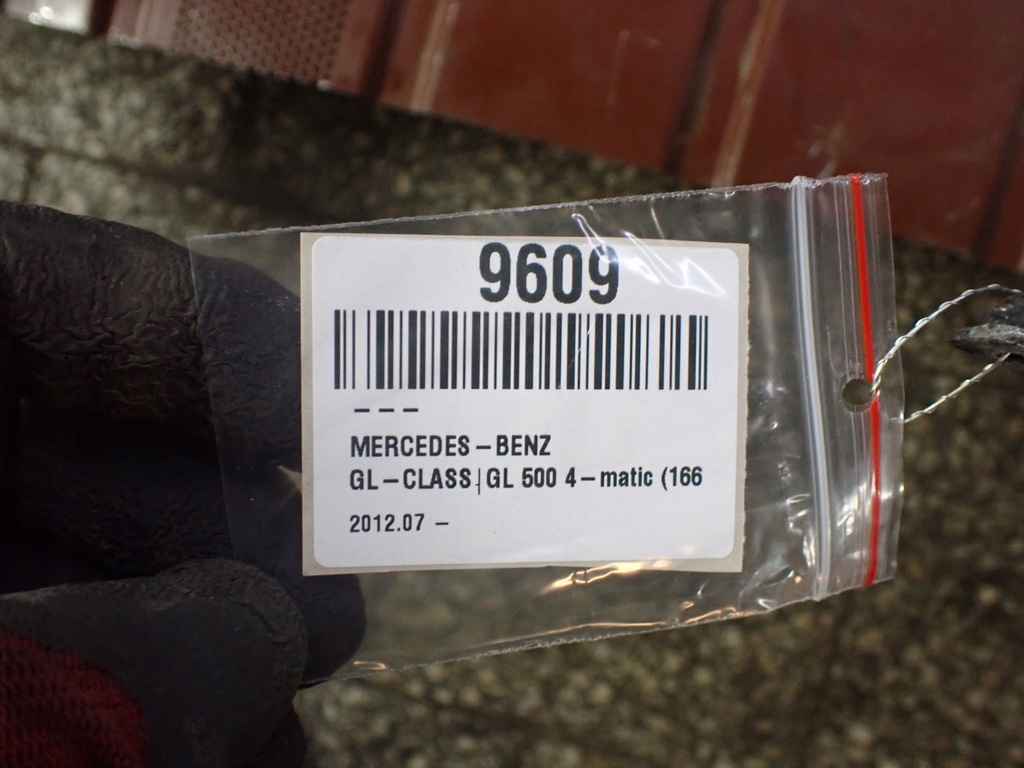 9609
---
MERCEDES-BENZ
GL-CLASS|GL 500 4-matic (166
2012.07 -